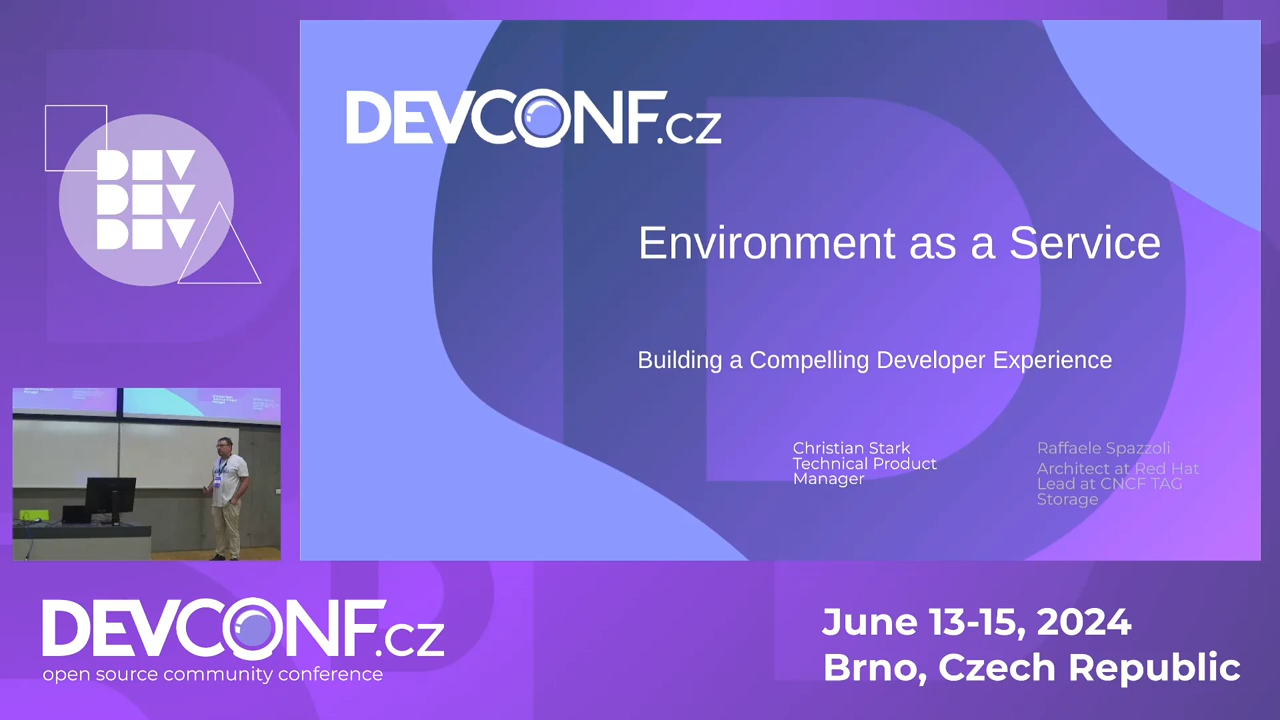 DEV
DEV
DEV
DEVCONF.cz
Environment as a Service
Building a Compelling Developer Experience
Christian Stark
Technical Product
Manager
Raffaele Spazzoli
Architect at Red Hat
Lead at CNCF TAG
Storage
DEVCONF.cz
open source community conference
June 13-15, 2024
Brno, Czech Republic